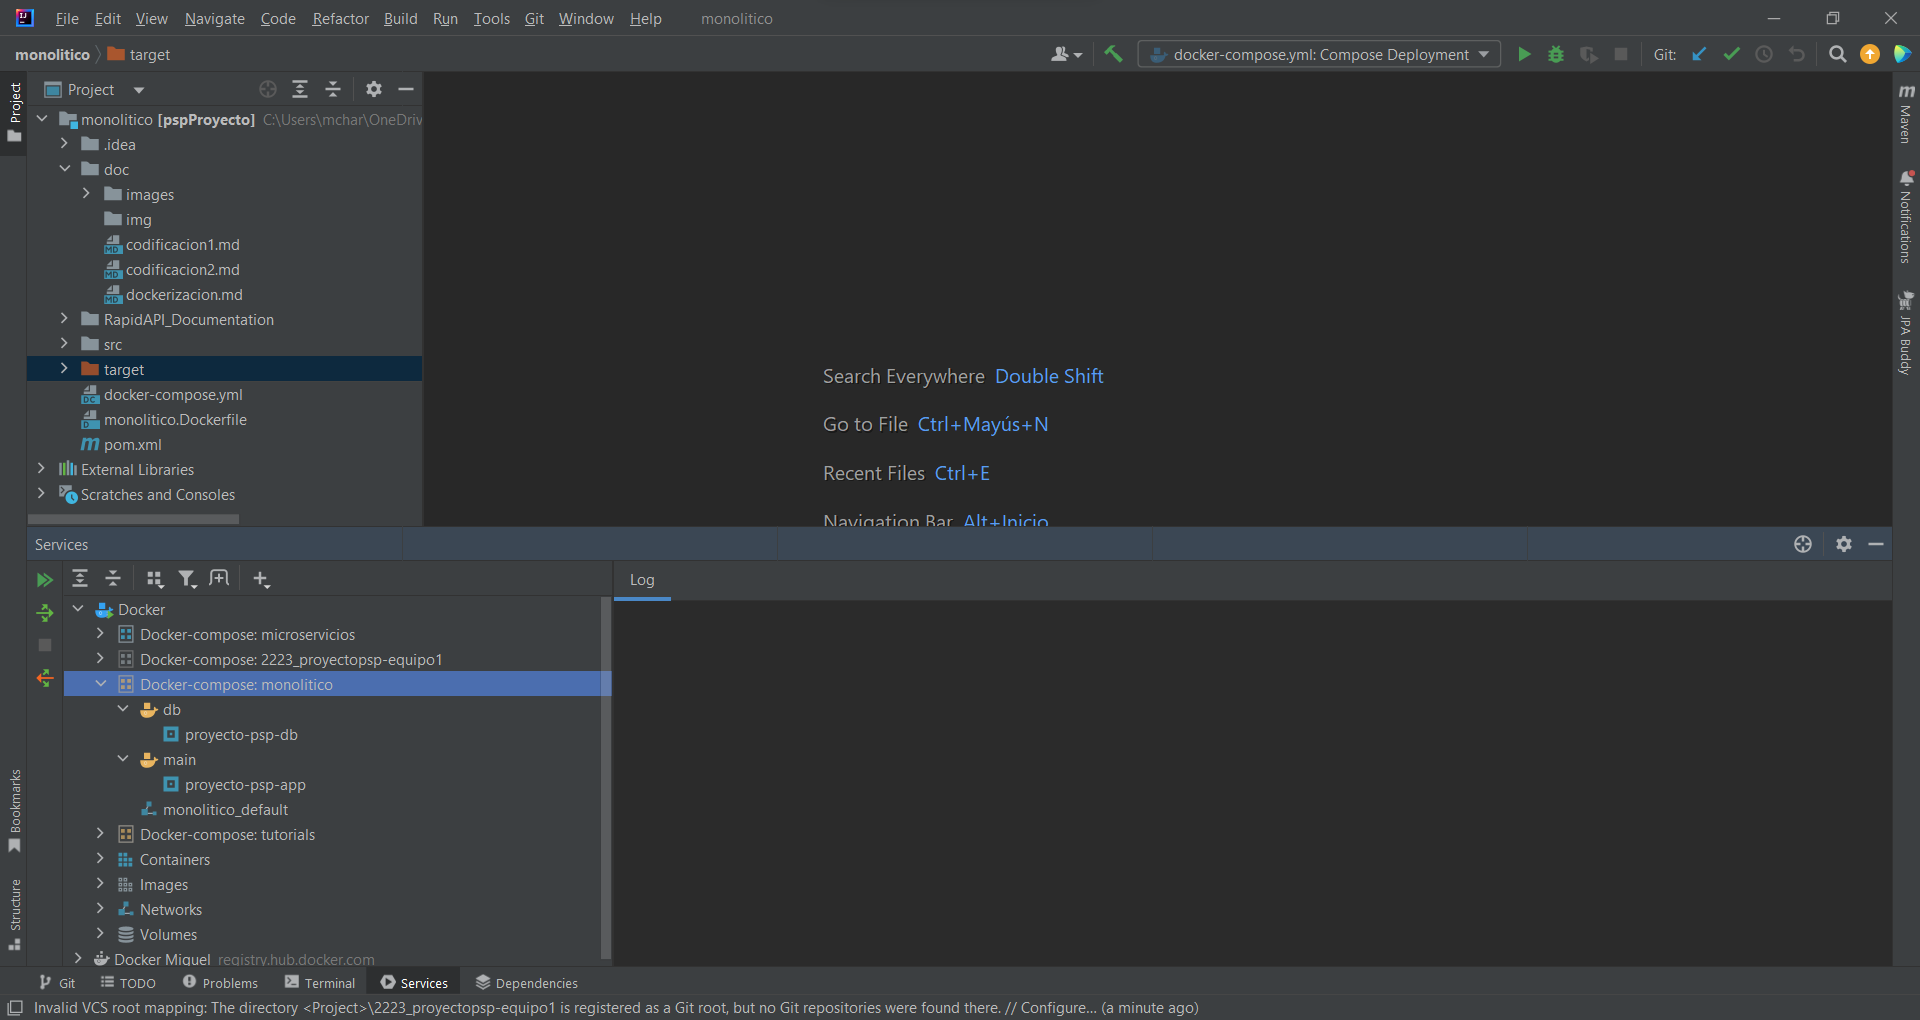 File Edit View Navigate Code Refactor Build Run Tools Git Window Help monolitico
monolitico target
docker-compose.yml: Compose Deployment Git:
Project
Project
monolitico [pspProyecto] C:\Users\mchar\OneDriv
.idea
doc
images
img
codificacion1.md
codificacion2.md
dockerizacion.md
RapidAPI_Documentation
src
target
docker-compose.yml
monolitico.Dockerfile
pom.xml
External Libraries
Scratches and Consoles
Search Everywhere Double Shift
Go to File Ctrl+Mayús+N
Recent Files Ctrl+E
Navigation Bar Alt+Inicio
Maven
Notifications
JPA Buddy
Services
Log
Docker
Docker-compose: microservicios
Docker-compose: 2223_proyectopsp-equipo1
Docker-compose: monolitico
db
proyecto-psp-db
main
proyecto-psp-app
monolitico_default
Docker-compose: tutorials
Containers
Images
Networks
Volumes
Docker Miguel registry.hub.docker.com
Bookmarks
Structure
Git TODO Problems Terminal Services Dependencies
Invalid VCS root mapping: The directory <Project>\2223_proyectopsp-equipo1 is registered as a Git root, but no Git repositories were found there. // Configure... (a minute ago)